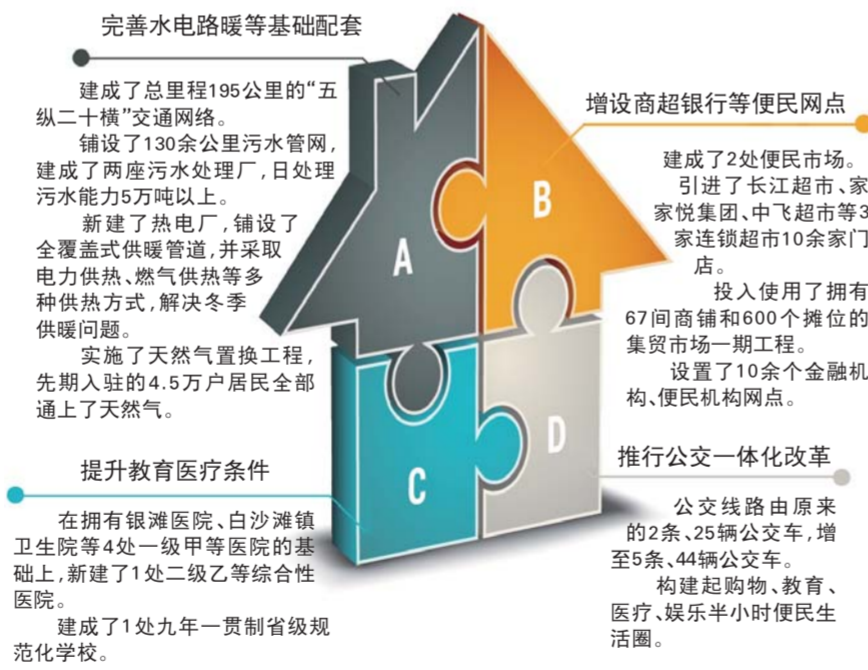 完善水电路暖等基础配套
建成了总里程195公里的“五
纵二十横”交通网络。
铺设了130余公里污水管网,
建成了两座污水处理厂,日处理
污水能力5万吨以上。
新建了热电厂,铺设了
全覆盖式供暖管道,并采取
电力供热、燃气供热等多
种供热方式,解决冬季
供暖问题。
实施了天然气置换工程,
先期入驻的4.5万户居民全部
通上了天然气。
A
增设商超银行等便民网点
建成了2处便民市场。
引进了长江超市、家
家悦集团、中飞超市等3
家连锁超市10余家门
店。
投入使用了拥有
67间商铺和600个摊位的
集贸市场一期工程。
设置了10余个金融机
构、便民机构网点。
B
提升教育医疗条件
在拥有银滩医院、白沙滩镇
卫生院等4处一级甲等医院的基
础上,新建了1处二级乙等综合性
医院。
建成了1处九年一贯制省级规
范化学校。
C
推行公交一体化改革
公交线路由原来
的2条、25辆公交车,增
至5条、44辆公交车。
构建起购物、教育、
医疗、娱乐半小时便民生
活圈。
D